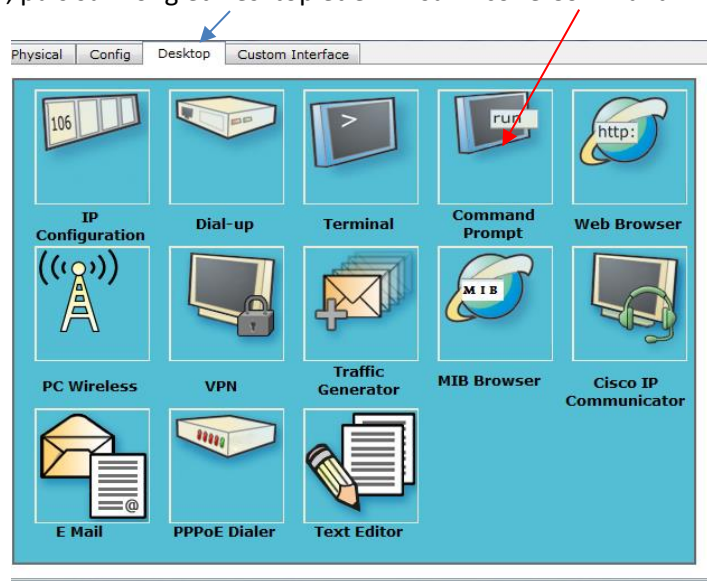 Physical Config Desktop Custom Interface
106
>
run
http:
IP
Configuration
Dial-up
Terminal
Command
Prompt
Web Browser
MIB
PC Wireless
VPN
Traffic
Generator
MIB Browser
Cisco IP
Communicator
@
E Mail
PPPoE Dialer
Text Editor